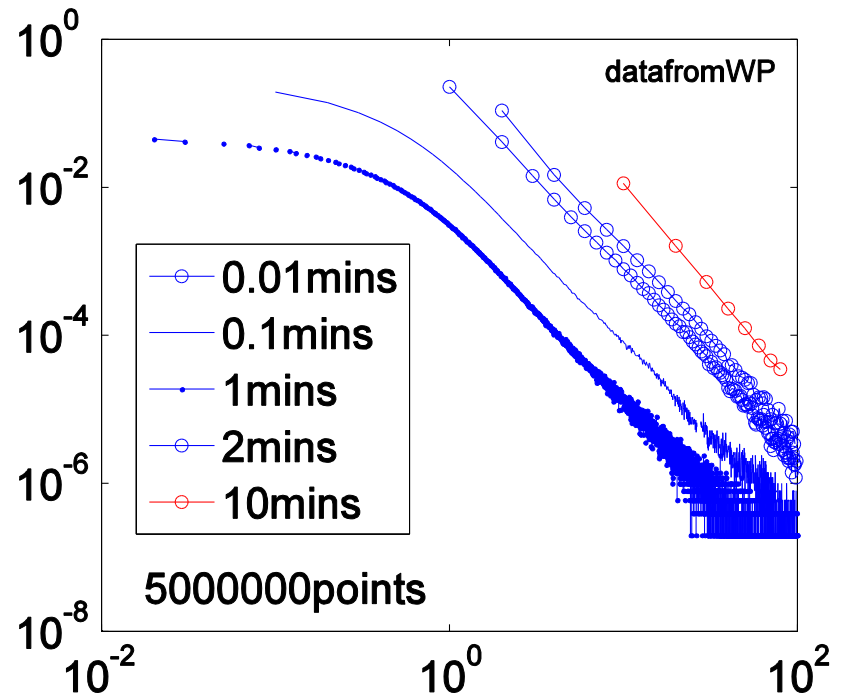 10^0
datafromWP
10^-2
0.01mins
0.1mins
10^-4
1mins
2mins
10^-6
10mins
5000000points
10^-8
10^-2
10^0
10^2